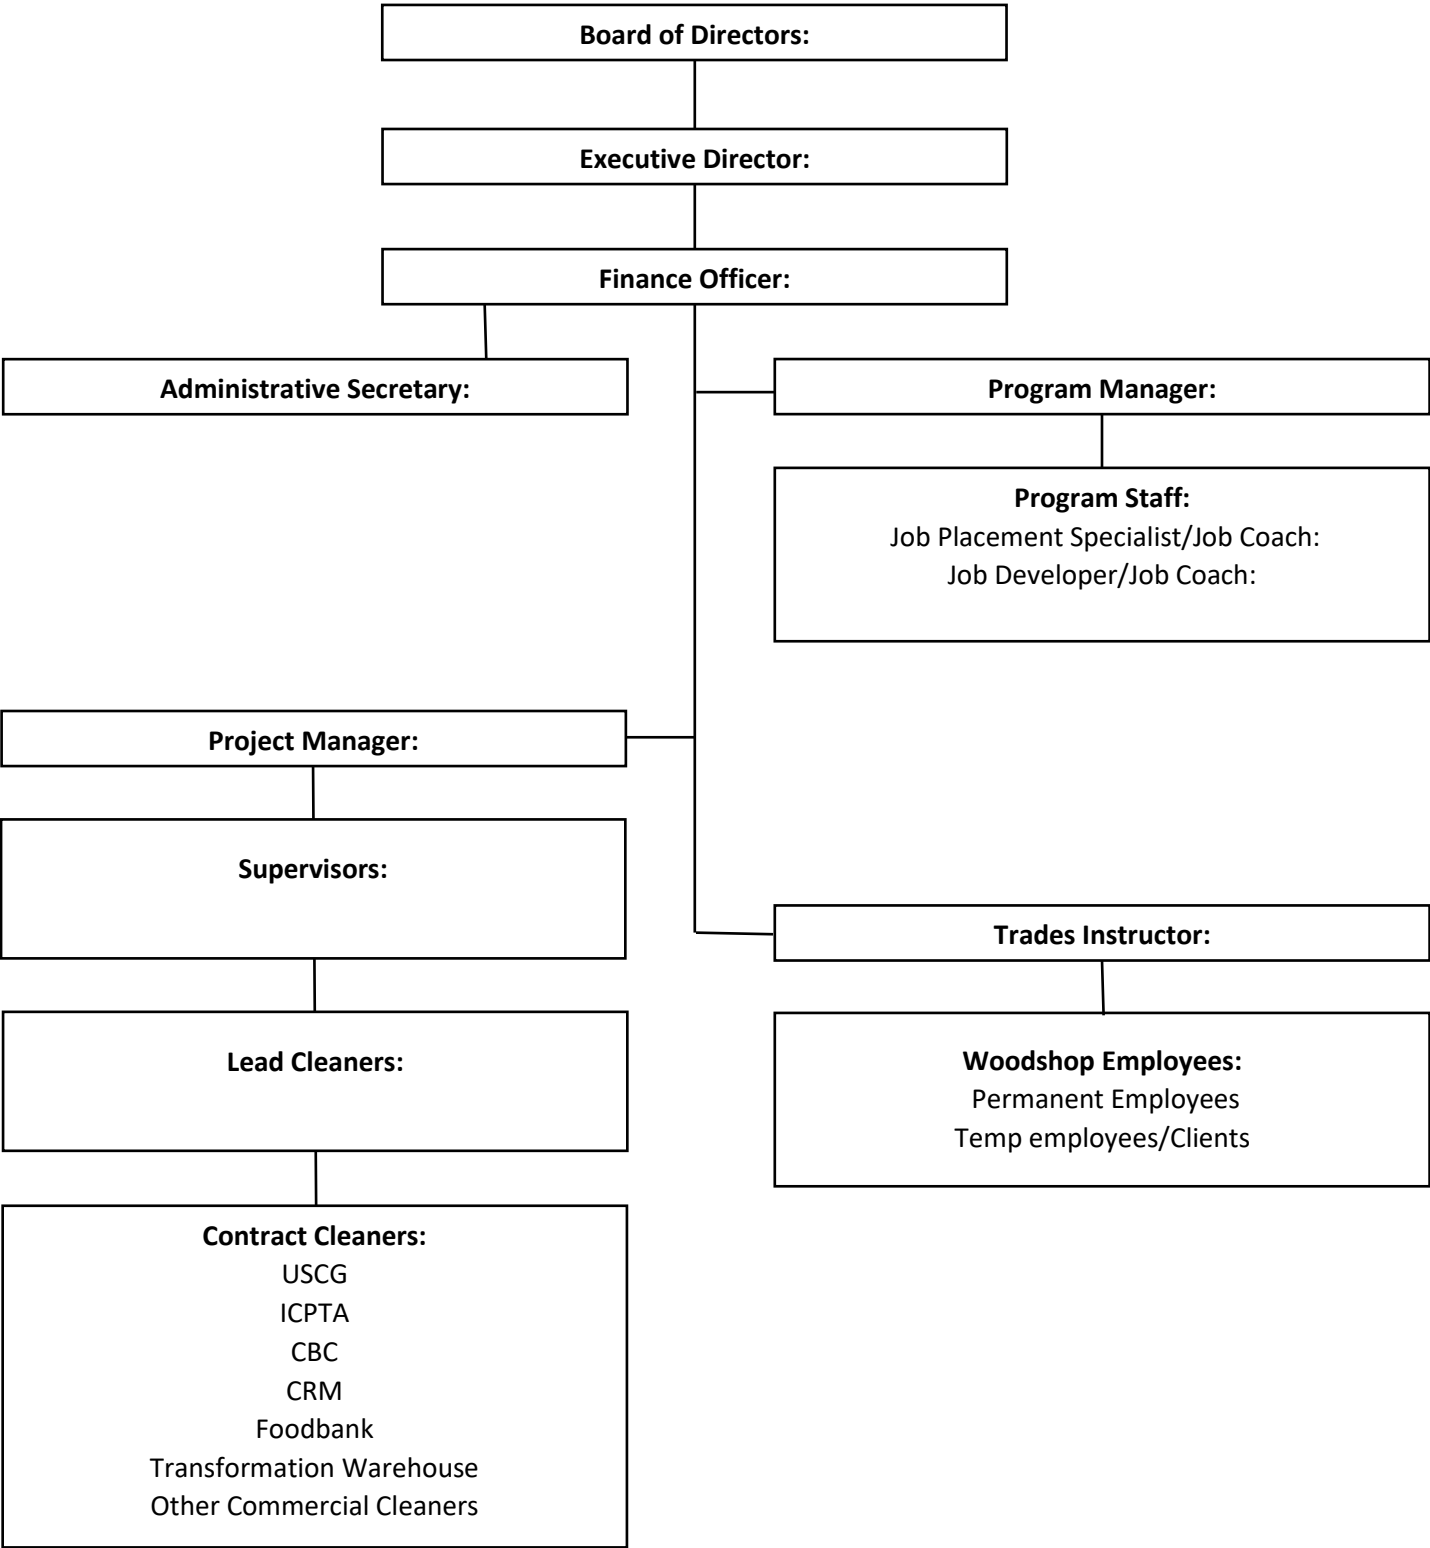 Board of Directors:
Executive Director:
Finance Officer:
Administrative Secretary:
Program Manager:
Program Staff:
Job Placement Specialist/Job Coach:
Job Developer/Job Coach:
Project Manager:
Supervisors:
Lead Cleaners:
Contract Cleaners:
USCG
ICPTA
CBC
CRM
Foodbank
Transformation Warehouse
Other Commercial Cleaners
Trades Instructor:
Woodshop Employees:
Permanent Employees
Temp employees/Clients